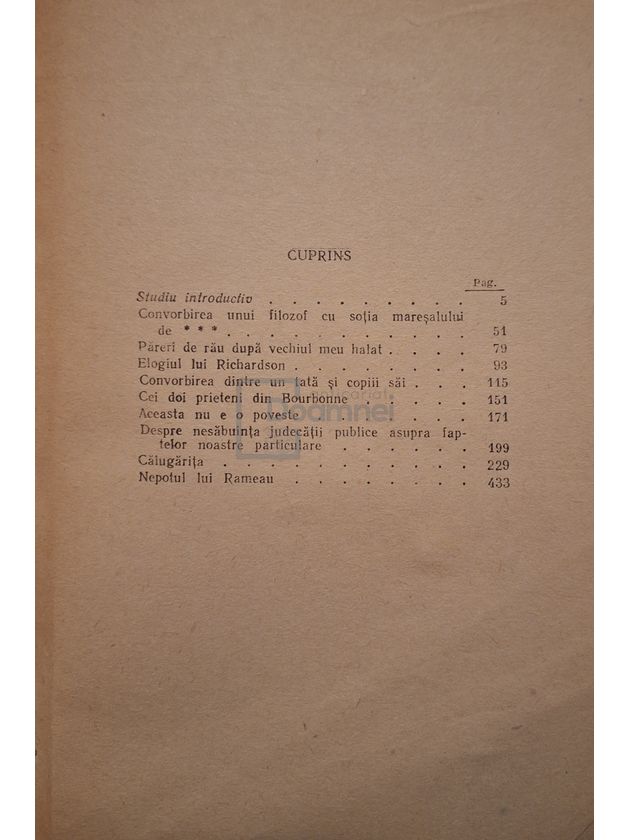 CUPRINS
Pag.
Studiu introductiv . . . . . . . . . 5
Convorbirea unui filozof cu soția mareșalului
de * * * . . . . . . . . . . . 51
Păreri de rău după vechiul meu halat . . . . 79
Elogiul lui Richardson . . . . . . . . 93
Convorbirea dintre un tată și copiii săi . . . 115
Cei doi prieteni din Bourbonne . . . . . 151
Aceasta nu e o poveste . . . . . . . 171
Despre nesăbuința judecății publice asupra fap-
telor noastre particulare . . . . . . 199
Călugărița . . . . . . . . . . 229
Nepotul lui Rameau . . . . . . . 433